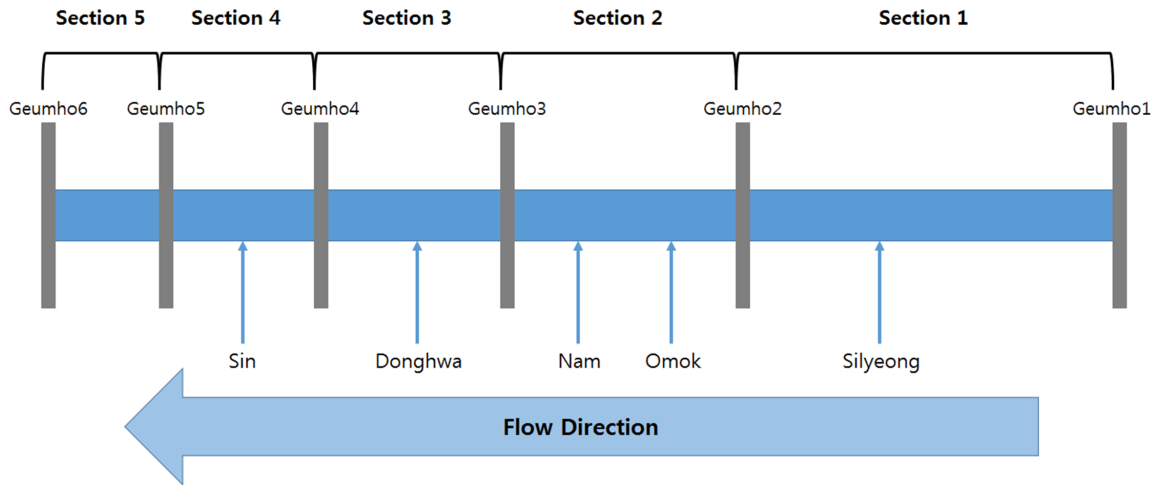 Section 5 Section 4 Section 3 Section 2 Section 1
Geumho6 Geumho5 Geumho4 Geumho3 Geumho2 Geumho1
Sin Donghwa Nam Omok Silyeong
Flow Direction